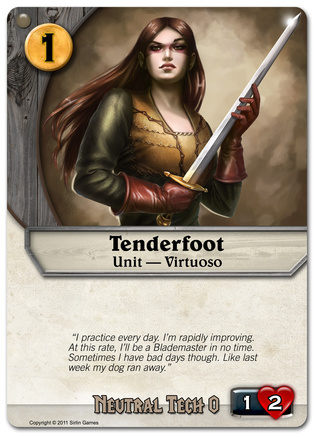 1
Tenderfoot
Unit — Virtuoso
“I practice every day. I’m rapidly improving.
At this rate, I’ll be a Blademaster in no time.
Sometimes I have bad days though. Like last
week my dog ran away.”
Neutral Tech 0
1 2
Copyright © 2011 Sirlin Games